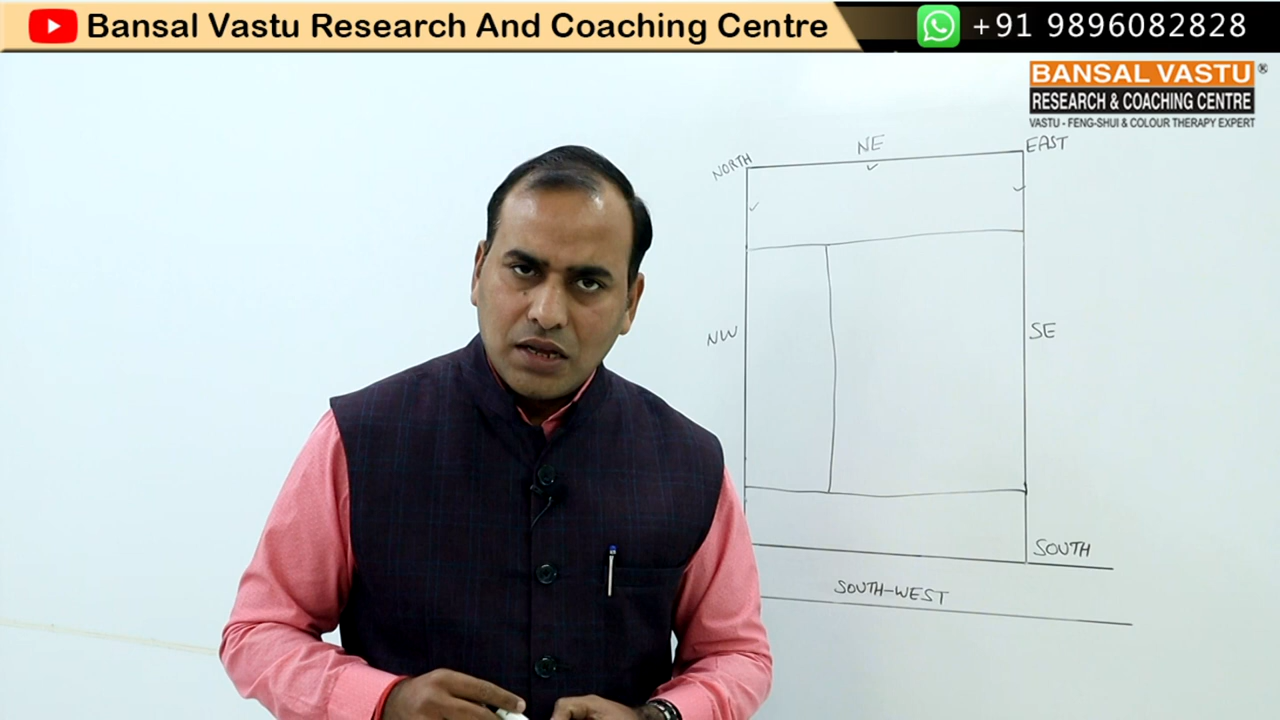 Bansal Vastu Research And Coaching Centre
+91 9896082828
BANSAL VASTU ®
RESEARCH & COACHING CENTRE
VASTU - FENG-SHUI & COLOUR THERAPY EXPERT
NORTH
NE
EAST
NW
SE
SOUTH
SOUTH-WEST